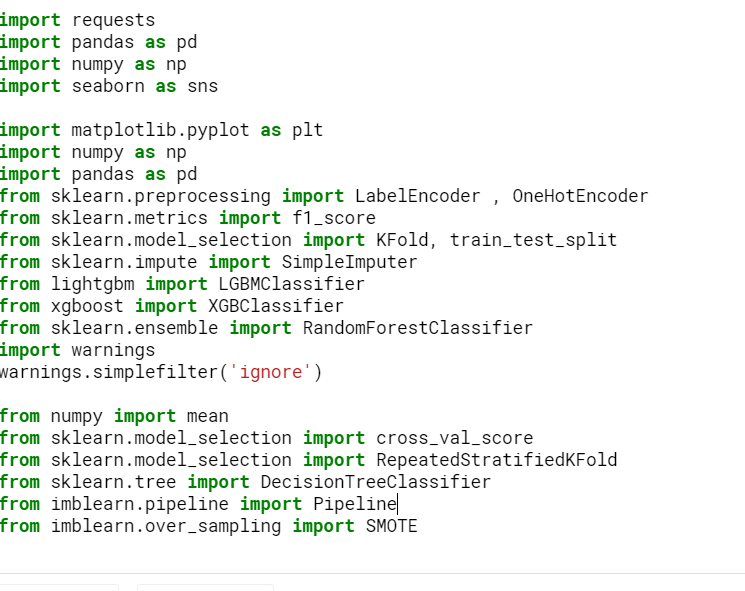 import requests
import pandas as pd
import numpy as np
import seaborn as sns
import matplotlib.pyplot as plt
import numpy as np
import pandas as pd
from sklearn.preprocessing import LabelEncoder , OneHotEncoder
from sklearn.metrics import f1_score
from sklearn.model_selection import KFold, train_test_split
from sklearn.impute import SimpleImputer
from lightgbm import LGBMClassifier
from xgboost import XGBClassifier
from sklearn.ensemble import RandomForestClassifier
import warnings
warnings.simplefilter('ignore')
from numpy import mean
from sklearn.model_selection import cross_val_score
from sklearn.model_selection import RepeatedStratifiedKFold
from sklearn.tree import DecisionTreeClassifier
from imblearn.pipeline import Pipeline
from imblearn.over_sampling import SMOTE